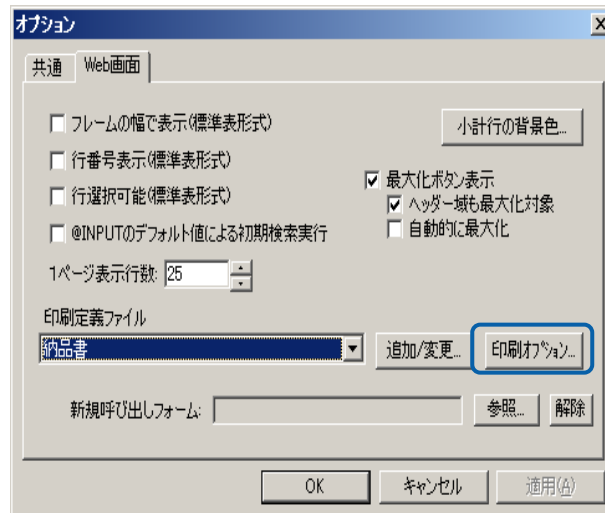 オプション
共通 Web画面
フレームの幅で表示(標準表形式)
小計行の背景色...
行番号表示(標準表形式)
最大化ボタン表示
行選択可能(標準表形式)
ヘッダー域も最大化対象
@INPUTのデフォルト値による初期検索実行
自動的に最大化
1ページ表示行数: 25
印刷定義ファイル
納品書 追加/変更... 印刷オプション...
新規呼び出しフォーム: 参照... 解除
OK キャンセル 適用(A)